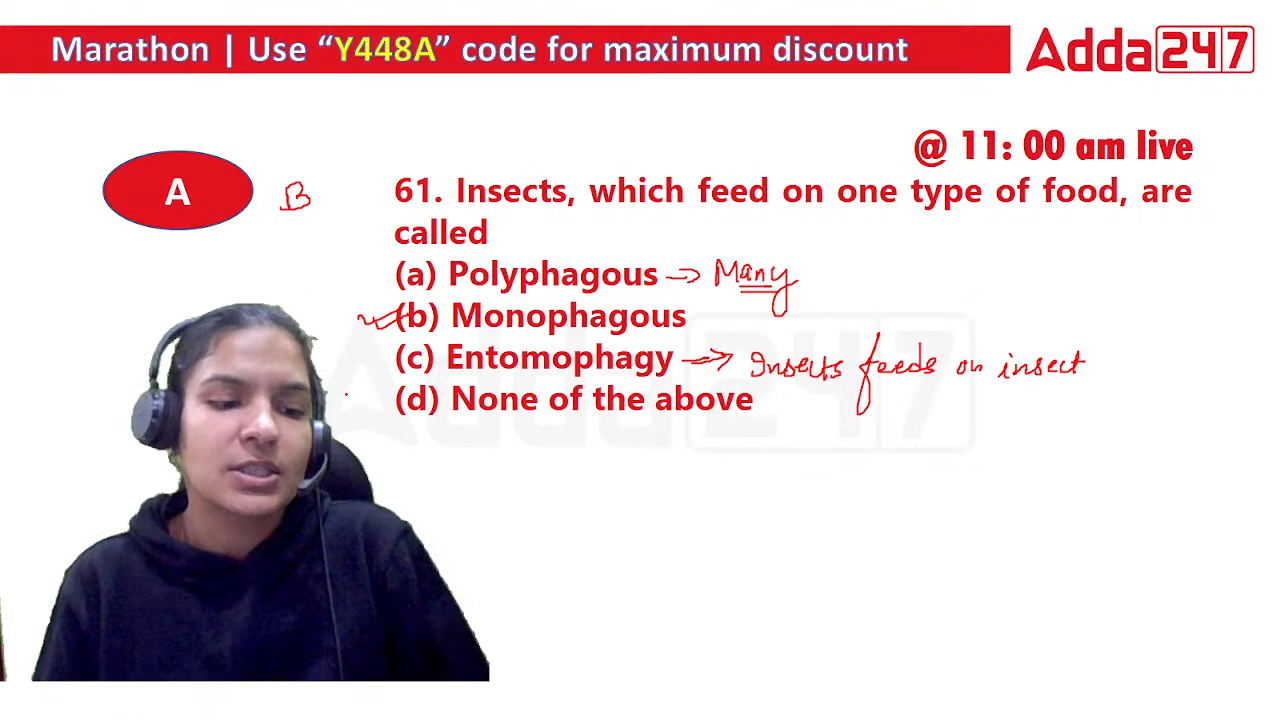 Marathon | Use “Y448A” code for maximum discount
Adda247
@ 11: 00 am live
A
B
61. Insects, which feed on one type of food, are
called
(a) Polyphagous → Many
(b) Monophagous
(c) Entomophagy → Insects feeds on insect
(d) None of the above
Adda247